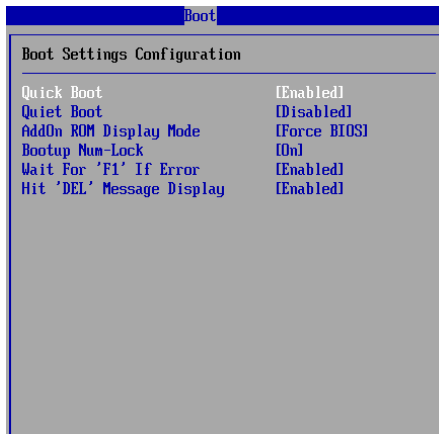 Boot
Boot Settings Configuration
Quick Boot [Enabled]
Quiet Boot [Disabled]
AddOn ROM Display Mode [Force BIOS]
Bootup Num-Lock [On]
Wait For 'F1' If Error [Enabled]
Hit 'DEL' Message Display [Enabled]